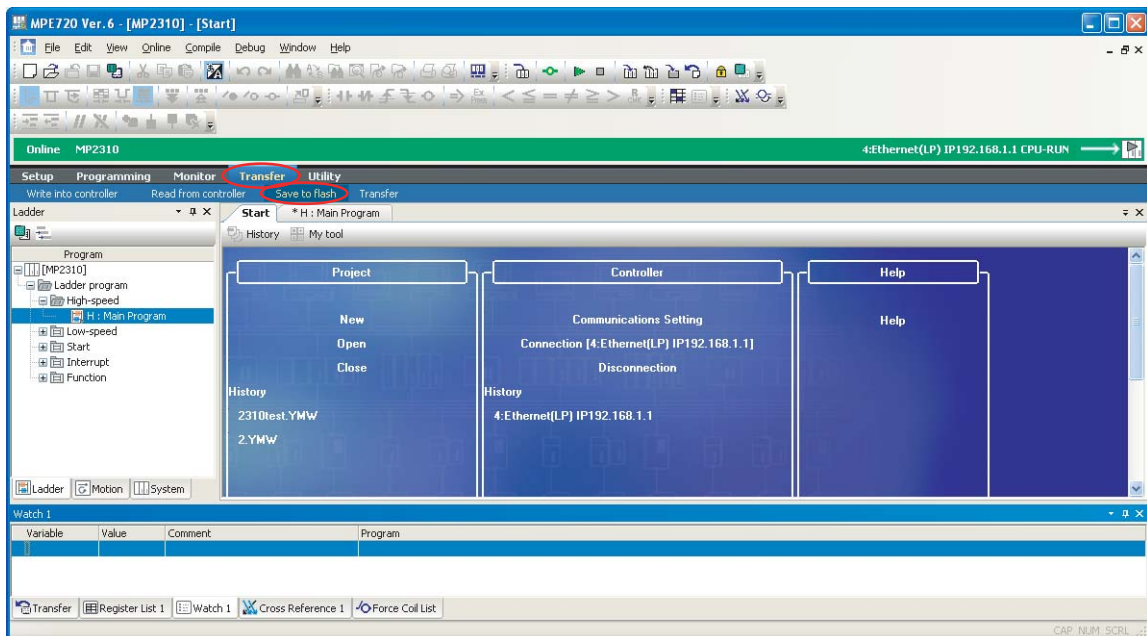 MPE720 Ver.6 - [MP2310] - [Start]
File Edit View Online Compile Debug Window Help
Online MP2310 4:Ethernet(LP) IP192.168.1.1 CPU-RUN
Setup Programming Monitor Transfer Utility
Write into controller Read from controller Save to flash Transfer
Ladder Start * H : Main Program
History My tool
Program
[MP2310]
Ladder program
High-speed
H : Main Program
Low-speed
Start
Interrupt
Function
Project
New
Open
Close
History
2310test.YMW
2.YMW
Controller
Communications Setting
Connection [4:Ethernet(LP) IP192.168.1.1]
Disconnection
History
4:Ethernet(LP) IP192.168.1.1
Help
Help
Ladder Motion System
Watch 1
Variable Value Comment Program
Transfer Register List 1 Watch 1 Cross Reference 1 Force Coil List
CAP NUM SCRL